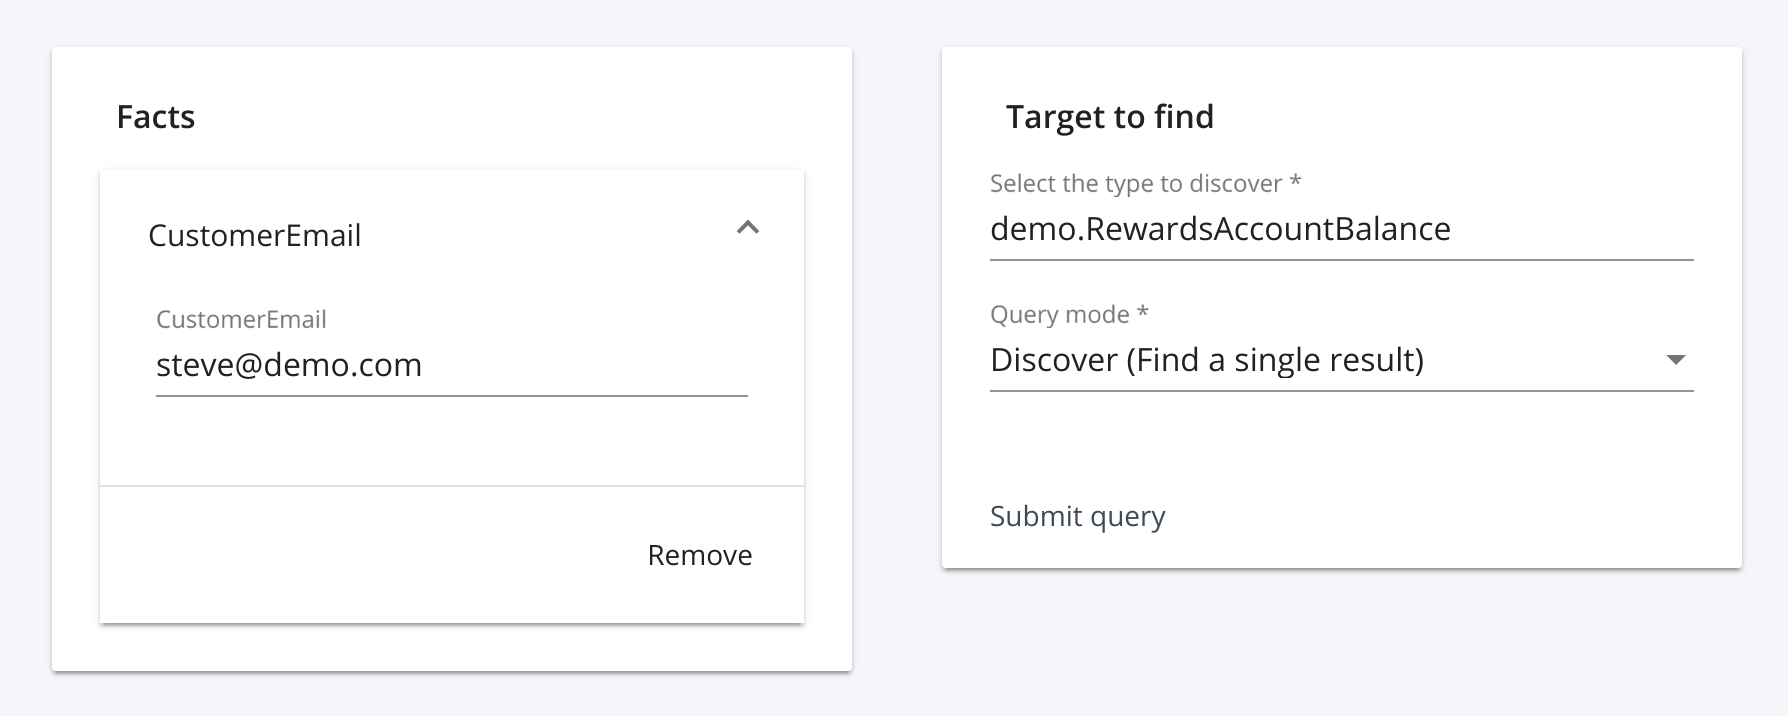 Facts
CustomerEmail
CustomerEmail
steve@demo.com
Remove
Target to find
Select the type to discover *
demo.RewardsAccountBalance
Query mode *
Discover (Find a single result)
Submit query